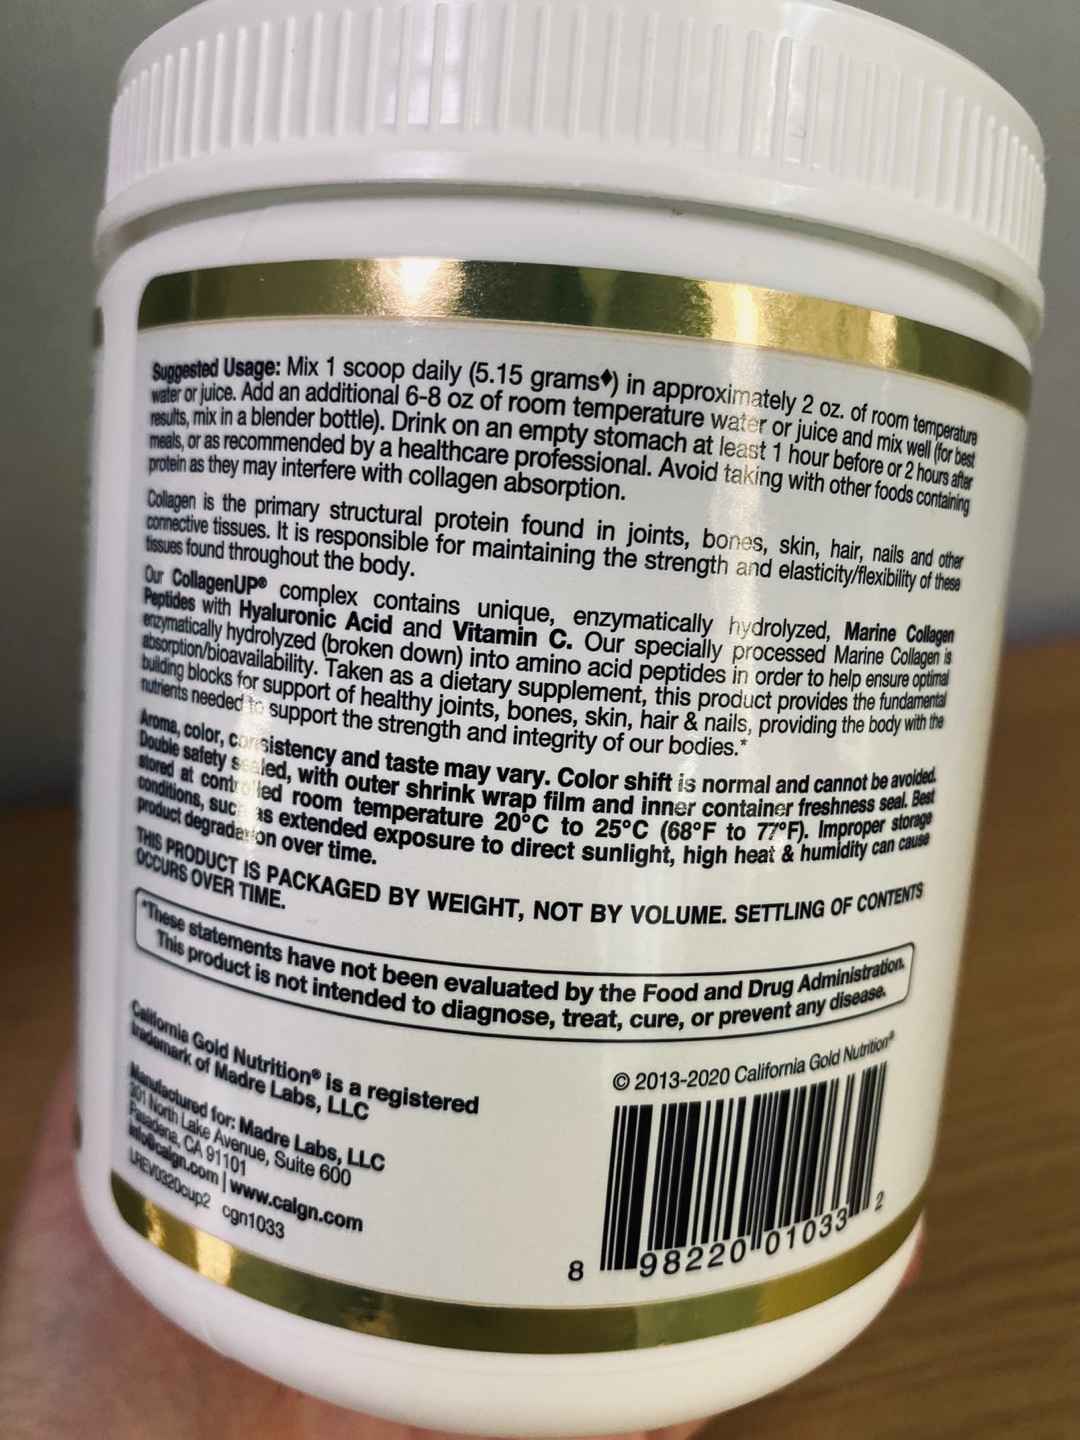 Suggested Usage: Mix 1 scoop daily (5.15 grams♦) in approximately 2 oz. of room temperature
water or juice. Add an additional 6-8 oz of room temperature water or juice and mix well (for best
results, mix in a blender bottle). Drink on an empty stomach at least 1 hour before or 2 hours after
meals, or as recommended by a healthcare professional. Avoid taking with other foods containing
protein as they may interfere with collagen absorption.
Collagen is the primary structural protein found in joints, bones, skin, hair, nails and other
connective tissues. It is responsible for maintaining the strength and elasticity/flexibility of these
tissues found throughout the body.
Our CollagenUP® complex contains unique, enzymatically hydrolyzed, Marine Collagen
Peptides with Hyaluronic Acid and Vitamin C. Our specially processed Marine Collagen is
enzymatically hydrolyzed (broken down) into amino acid peptides in order to help ensure optimal
absorption/bioavailability. Taken as a dietary supplement, this product provides the fundamental
building blocks for support of healthy joints, bones, skin, hair & nails, providing the body with the
nutrients needed to support the strength and integrity of our bodies.*
Aroma, color, consistency and taste may vary. Color shift is normal and cannot be avoided.
Double safety sealed, with outer shrink wrap film and inner container freshness seal. Best
stored at controlled room temperature 20°C to 25°C (68°F to 77°F). Improper storage
conditions, such as extended exposure to direct sunlight, high heat & humidity can cause
product degradation over time.
THIS PRODUCT IS PACKAGED BY WEIGHT, NOT BY VOLUME. SETTLING OF CONTENTS
OCCURS OVER TIME.
*These statements have not been evaluated by the Food and Drug Administration.
This product is not intended to diagnose, treat, cure, or prevent any disease.
California Gold Nutrition® is a registered
trademark of Madre Labs, LLC
Manufactured for: Madre Labs, LLC
301 North Lake Avenue, Suite 600
Pasadena, CA 91101
info@calgn.com | www.calgn.com
LREV0320cup2 cgn1033
© 2013-2020 California Gold Nutrition®
8 98220 01033 2